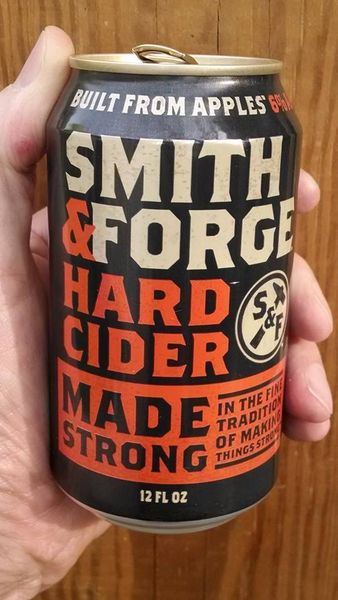 BUILT FROM APPLES' 6%
SMITH
&FORGE
HARD
CIDER
S&F
MADE
STRONG
IN THE FINE
TRADITION
OF MAKING
THINGS STRONG
12 FL OZ